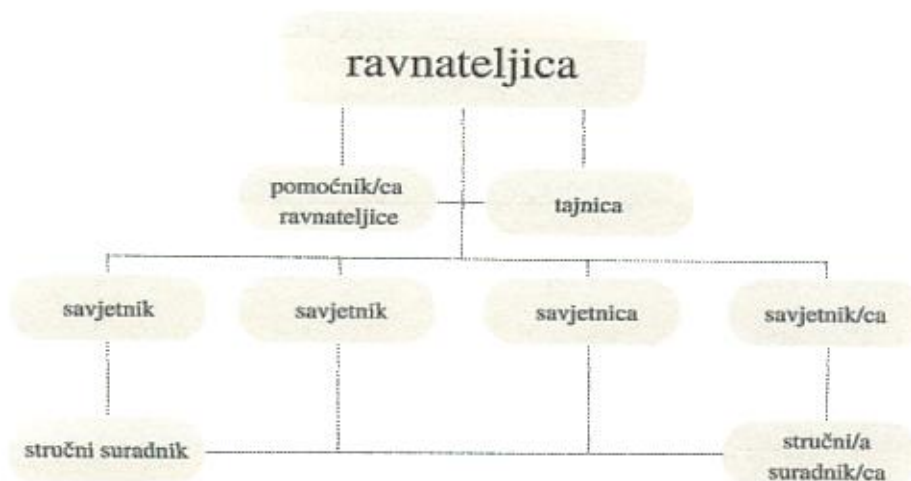 ravnateljica
pomoćnik/ca
ravnateljice
tajnica
savjetnik
savjetnik
savjetnica
savjetnik/ca
stručni suradnik
stručni/a
suradnik/ca